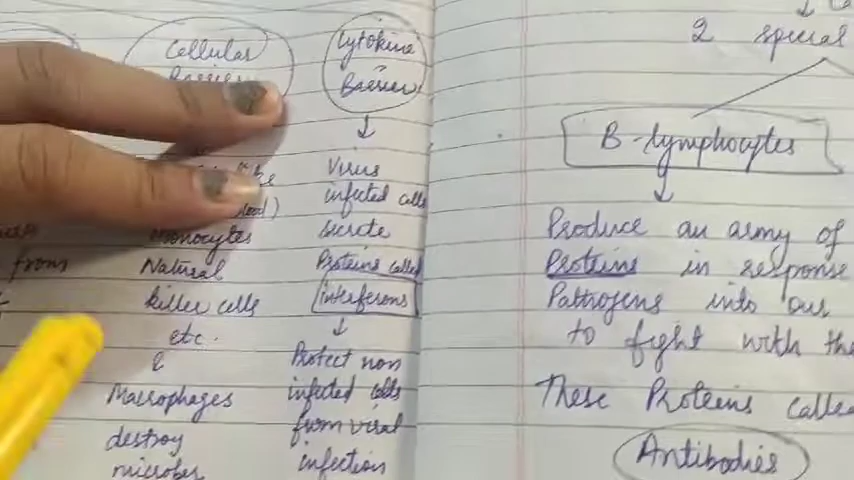 Cellular
Barrier
blood)
Monocytes
from
Natural
killer cells
etc.
&
Macrophages
destroy
microbes
Cytokine
Barrier
Virus
infected cells
secrete
Proteins called
interferons
Protect non
infected cells
from viral
infection
2 special
B-lymphocytes
Produce an army of
Proteins in response
Pathogens into our
to fight with
These Proteins called
Antibodies